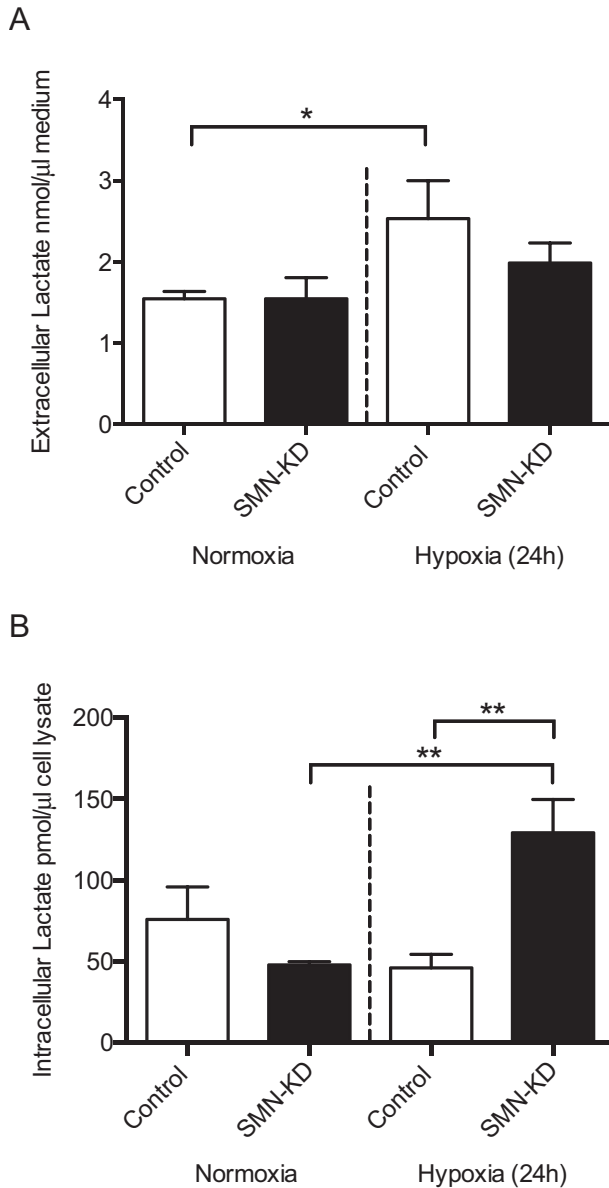 A
Extracellular Lactate nmol/µl medium
4
3
2
1
0
*
Control
SMN-KD
Control
SMN-KD
Normoxia
Hypoxia (24h)
B
Intracellular Lactate pmol/µl cell lysate
200
150
100
50
0
**
**
Control
SMN-KD
Control
SMN-KD
Normoxia
Hypoxia (24h)